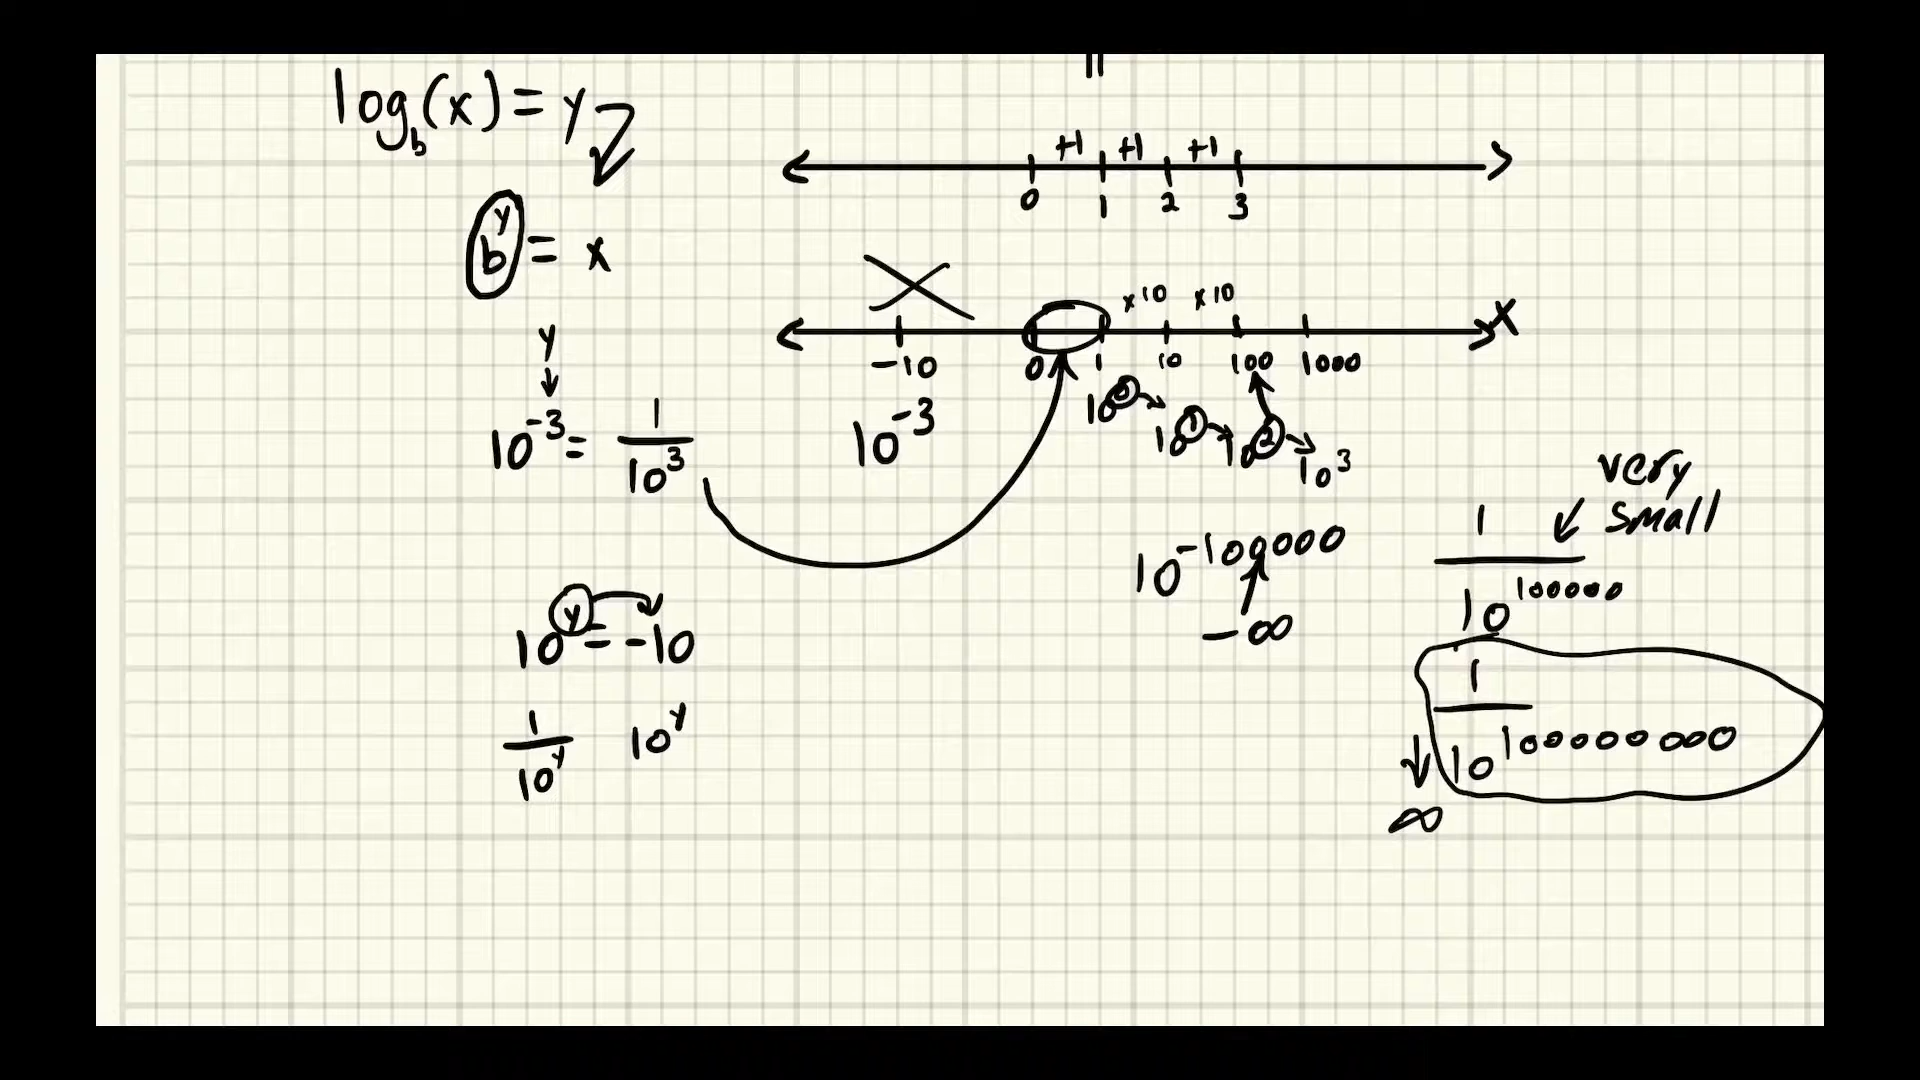 log_b(x) = y
b^y = x
y
10^-3 = 1/10^3
10^y = -10
1/10^y 10^y
+1 +1 +1
0 1 2 3
×10 ×10
x
-10 0 1 10 100 1000
10^-3
10^0 10^1 10^2 10^3
10^-100000
-∞
very
small
1/10^100000
1/10^100000000
∞